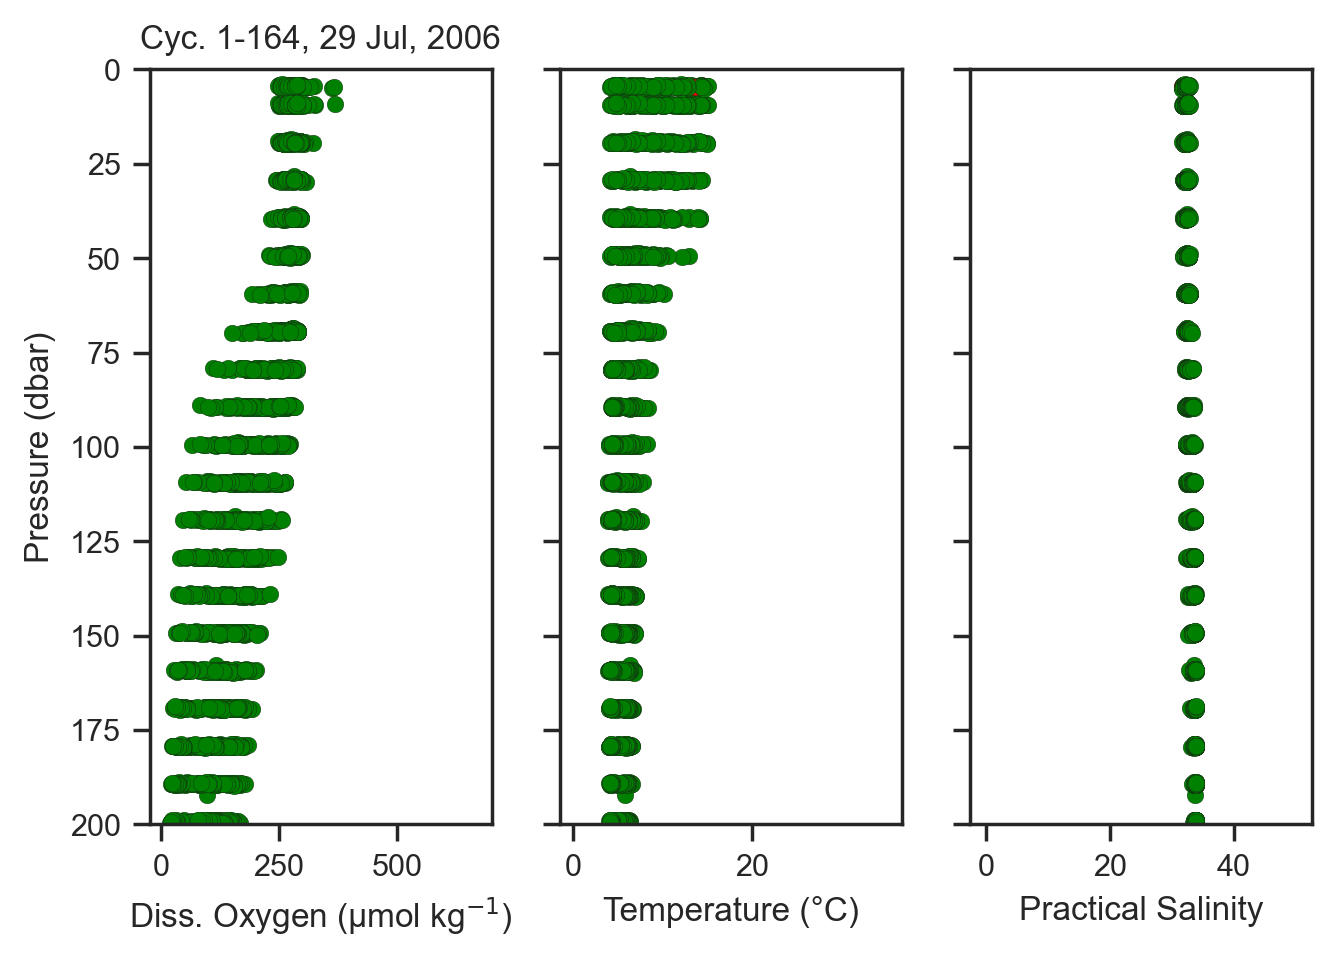 Cyc. 1-164, 29 Jul, 2006
0
25
50
75
100
125
150
175
200
Pressure (dbar)
0 250 500
Diss. Oxygen (µmol kg⁻¹)
0 20
Temperature (°C)
0 20 40
Practical Salinity